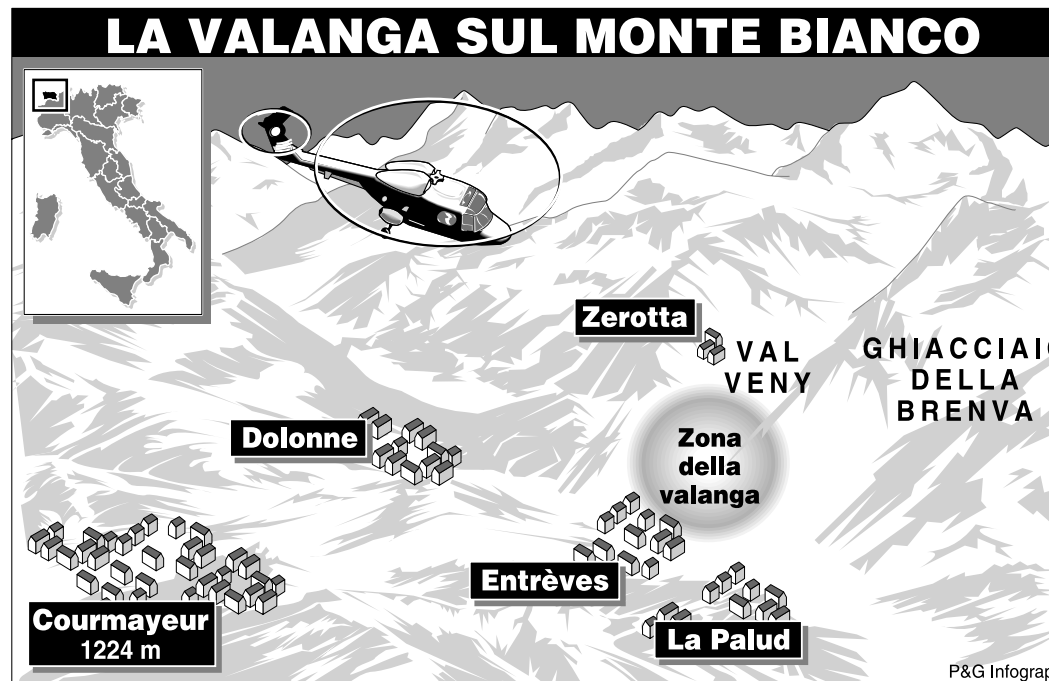 LA VALANGA SUL MONTE BIANCO
Zerotta
VAL
VENY
GHIACCIAIO
DELLA
BRENVA
Dolonne
Zona
della
valanga
Entrèves
Courmayeur
1224 m
La Palud
P&G Infograp